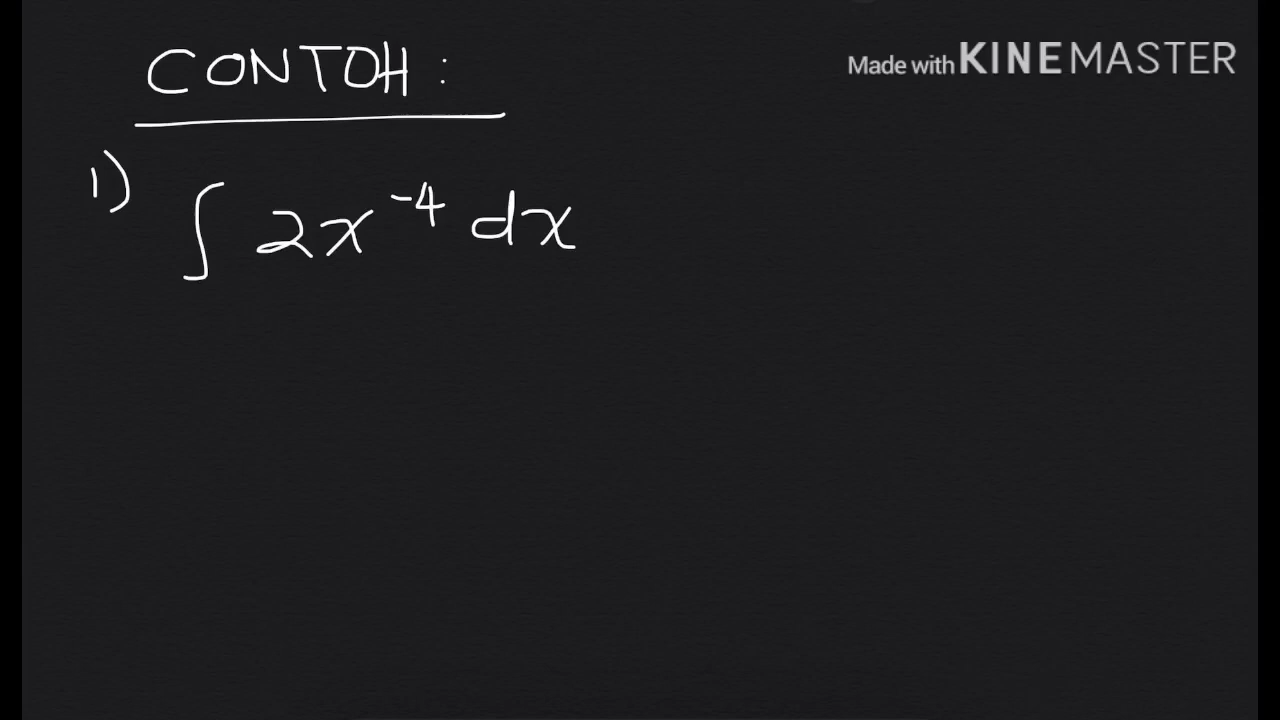 CONTOH :
Made with KINEMASTER
1) ∫ 2x⁻⁴ dx